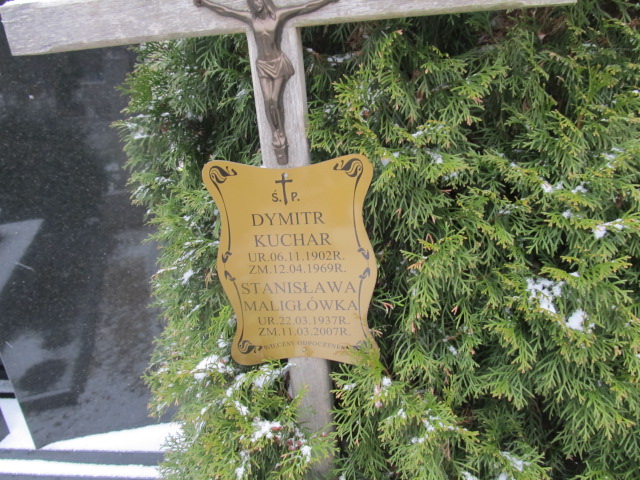 Ś. P.
DYMITR
KUCHAR
UR.06.11.1902R.
ZM.12.04.1969R.
STANISŁAWA
MALIGŁÓWKA
UR.22.03.1937R.
ZM.11.03.2007R.